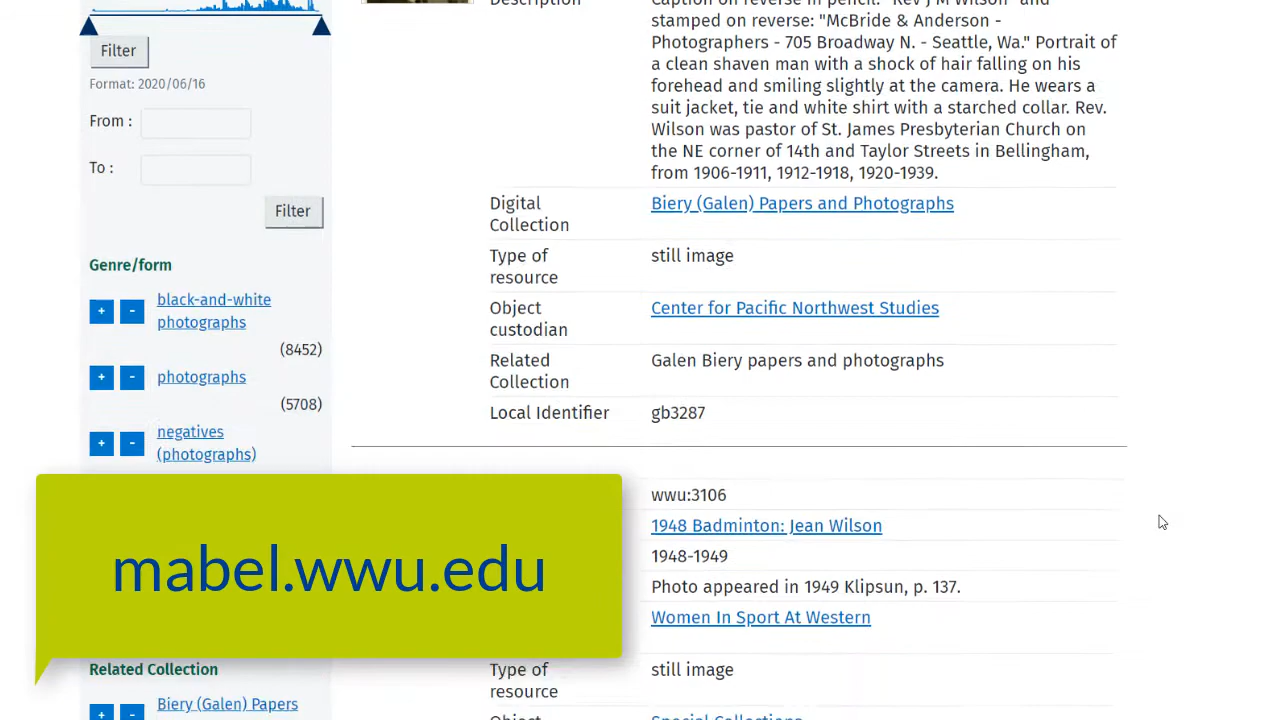 Filter
Format: 2020/06/16
From :
To :
Filter
Genre/form
+ - black-and-white
photographs
(8452)
+ - photographs
(5708)
+ - negatives
(photographs)
mabel.wwu.edu
Related Collection
+ - Biery (Galen) Papers
stamped on reverse: "McBride & Anderson -
Photographers - 705 Broadway N. - Seattle, Wa." Portrait of
a clean shaven man with a shock of hair falling on his
forehead and smiling slightly at the camera. He wears a
suit jacket, tie and white shirt with a starched collar. Rev.
Wilson was pastor of St. James Presbyterian Church on
the NE corner of 14th and Taylor Streets in Bellingham,
from 1906-1911, 1912-1918, 1920-1939.
Digital
Collection
Biery (Galen) Papers and Photographs
Type of
resource
still image
Object
custodian
Center for Pacific Northwest Studies
Related
Collection
Galen Biery papers and photographs
Local Identifier
gb3287
wwu:3106
1948 Badminton: Jean Wilson
1948-1949
Photo appeared in 1949 Klipsun, p. 137.
Women In Sport At Western
Type of
resource
still image
Object
Special Collections